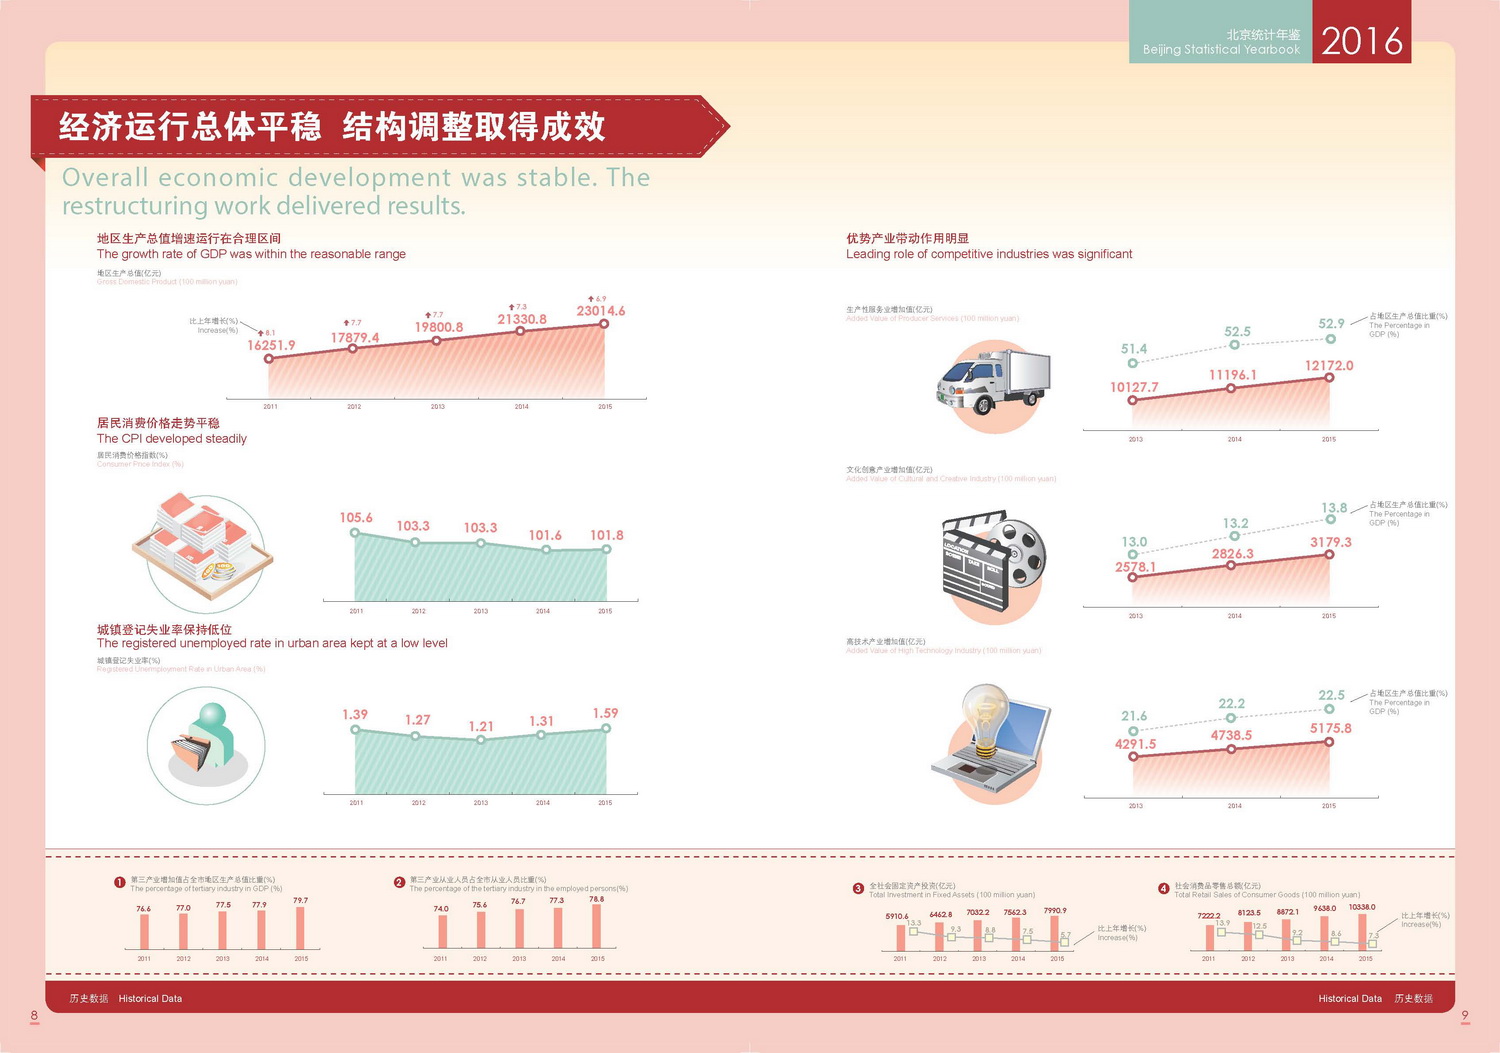 北京统计年鉴
Beijing Statistical Yearbook
2016
经济运行总体平稳 结构调整取得成效
Overall economic development was stable. The
restructuring work delivered results.
地区生产总值增速运行在合理区间
The growth rate of GDP was within the reasonable range
地区生产总值(亿元)
Gross Domestic Product (100 million yuan)
比上年增长(%)
Increase(%)
8.1
7.7
7.7
7.3
6.9
16251.9
17879.4
19800.8
21330.8
23014.6
2011
2012
2013
2014
2015
居民消费价格走势平稳
The CPI developed steadily
居民消费价格指数(%)
Consumer Price Index (%)
105.6
103.3
103.3
101.6
101.8
2011
2012
2013
2014
2015
城镇登记失业率保持低位
The registered unemployed rate in urban area kept at a low level
城镇登记失业率(%)
Registered Unemployment Rate in Urban Area (%)
1.39
1.27
1.21
1.31
1.59
2011
2012
2013
2014
2015
优势产业带动作用明显
Leading role of competitive industries was significant
生产性服务业增加值(亿元)
Added Value of Producer Services (100 million yuan)
51.4
52.5
52.9
占地区生产总值比重(%)
The Percentage in
GDP (%)
10127.7
11196.1
12172.0
2013
2014
2015
文化创意产业增加值(亿元)
Added Value of Cultural and Creative Industry (100 million yuan)
LOCATION
SCENE
TAKE
ROLL
13.0
13.2
13.8
占地区生产总值比重(%)
The Percentage in
GDP (%)
2578.1
2826.3
3179.3
2013
2014
2015
高技术产业增加值(亿元)
Added Value of High Technology Industry (100 million yuan)
21.6
22.2
22.5
占地区生产总值比重(%)
The Percentage in
GDP (%)
4291.5
4738.5
5175.8
2013
2014
2015
1 第三产业增加值占全市地区生产总值比重(%)
The percentage of tertiary industry in GDP (%)
76.6
77.0
77.5
77.9
79.7
2011
2012
2013
2014
2015
2 第三产业从业人员占全市从业人员比重(%)
The percentage of the tertiary industry in the employed persons(%)
74.0
75.6
76.7
77.3
78.8
2011
2012
2013
2014
2015
3 全社会固定资产投资(亿元)
Total Investment in Fixed Assets (100 million yuan)
5910.6
6462.8
7032.2
7562.3
7990.9
13.3
9.3
8.8
7.5
5.7
比上年增长(%)
Increase(%)
2011
2012
2013
2014
2015
4 社会消费品零售总额(亿元)
Total Retail Sales of Consumer Goods (100 million yuan)
7222.2
8123.5
8872.1
9638.0
10338.0
13.9
12.5
9.2
8.6
7.3
比上年增长(%)
Increase(%)
2011
2012
2013
2014
2015
历史数据 Historical Data
Historical Data 历史数据
8
9